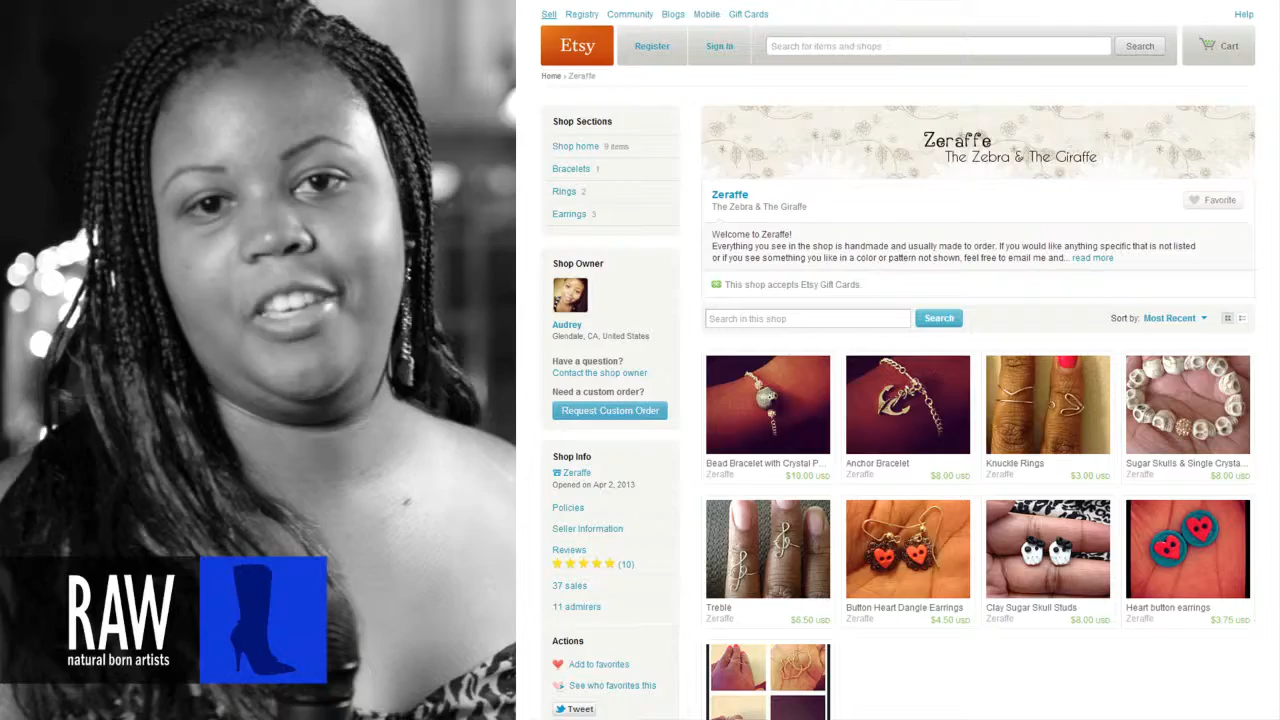 Sell Registry Community Blogs Mobile Gift Cards Help
Etsy Register Sign In Search for items and shops Search Cart
Home › Zeraffe
Shop Sections
Shop home 9 items
Bracelets 1
Rings 2
Earrings 3
Shop Owner
Audrey
Glendale, CA, United States
Have a question?
Contact the shop owner
Need a custom order?
Request Custom Order
Shop Info
Zeraffe
Opened on Apr 2, 2013
Policies
Seller Information
Reviews
(10)
37 sales
11 admirers
Actions
Add to favorites
See who favorites this
Tweet
Zeraffe
The Zebra & The Giraffe
Zeraffe
The Zebra & The Giraffe
Favorite
Welcome to Zeraffe!
Everything you see in the shop is handmade and usually made to order. If you would like anything specific that is not listed
or if you see something you like in a color or pattern not shown, feel free to email me and... read more
This shop accepts Etsy Gift Cards.
Search in this shop Search Sort by: Most Recent
Bead Bracelet with Crystal P... Anchor Bracelet Knuckle Rings Sugar Skulls & Single Crysta...
Zeraffe $10.00 USD Zeraffe $8.00 USD Zeraffe $3.00 USD Zeraffe $8.00 USD
Treble Button Heart Dangle Earrings Clay Sugar Skull Studs Heart button earrings
Zeraffe $6.50 USD Zeraffe $4.50 USD Zeraffe $8.00 USD Zeraffe $3.75 USD
RAW
natural born artists